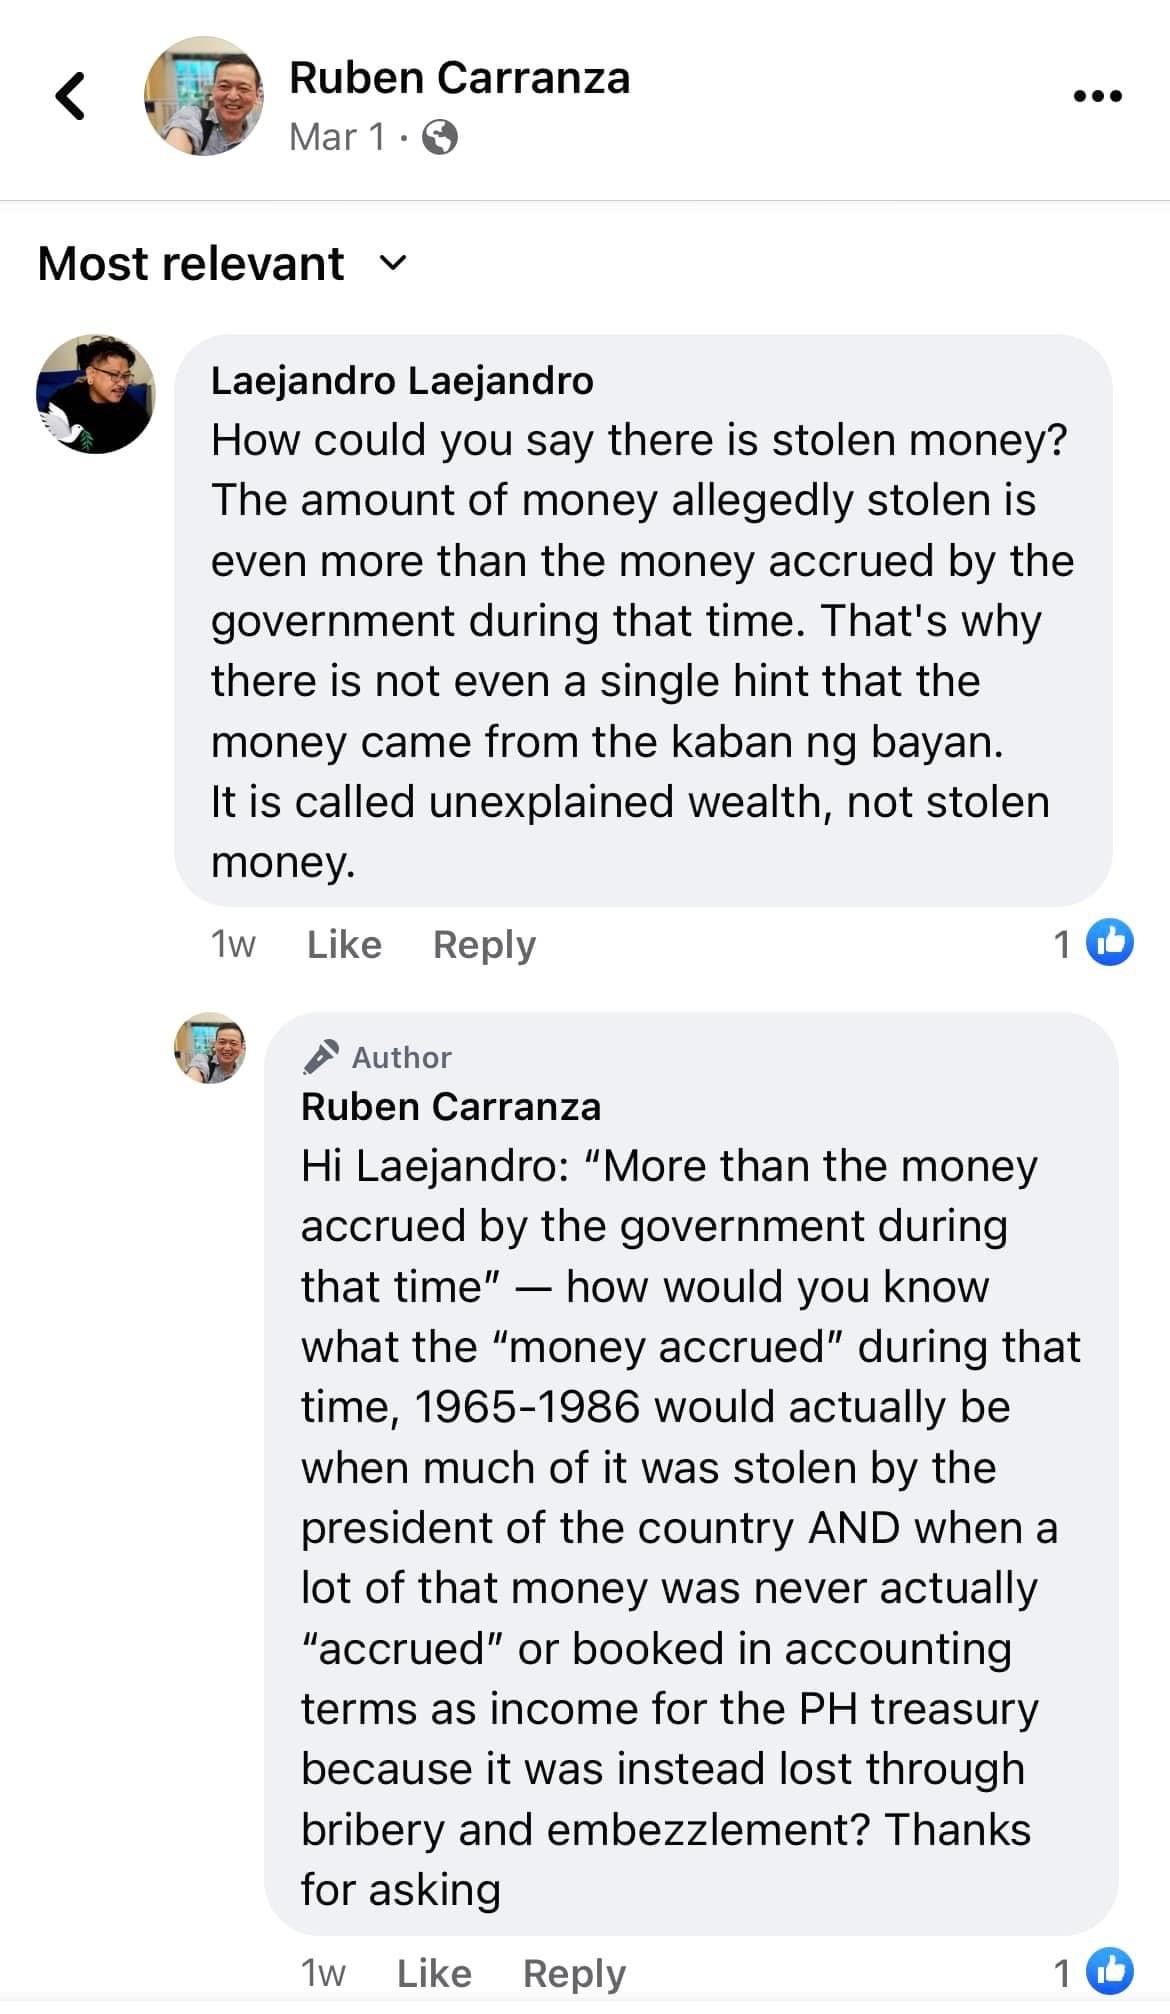 Ruben Carranza
Mar 1 ·
Most relevant
Laejandro Laejandro
How could you say there is stolen money?
The amount of money allegedly stolen is
even more than the money accrued by the
government during that time. That's why
there is not even a single hint that the
money came from the kaban ng bayan.
It is called unexplained wealth, not stolen
money.
1w Like Reply 1
Author
Ruben Carranza
Hi Laejandro: “More than the money
accrued by the government during
that time” — how would you know
what the “money accrued” during that
time, 1965-1986 would actually be
when much of it was stolen by the
president of the country AND when a
lot of that money was never actually
“accrued” or booked in accounting
terms as income for the PH treasury
because it was instead lost through
bribery and embezzlement? Thanks
for asking
1w Like Reply 1